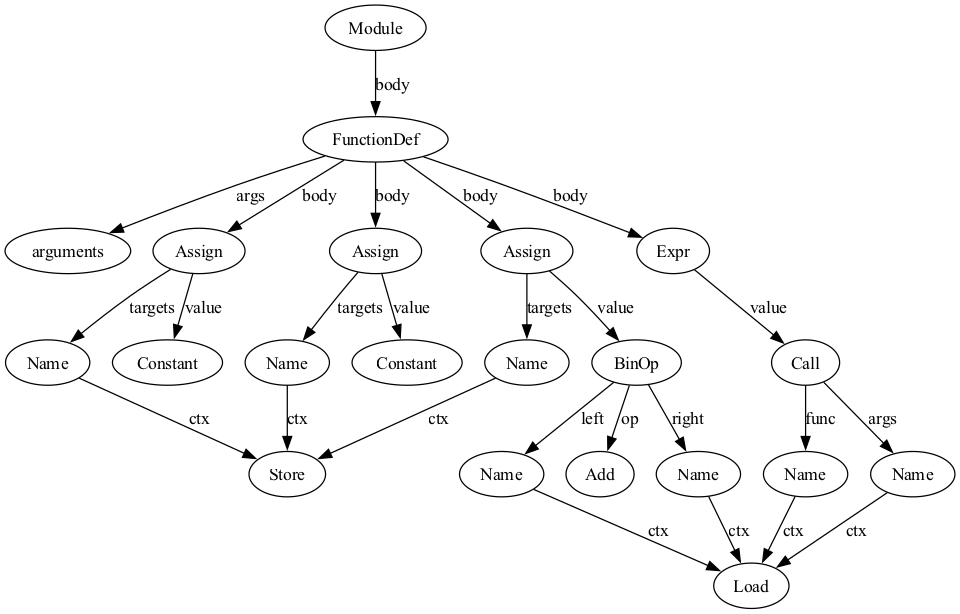 Module
body
FunctionDef
args body body body body
arguments Assign Assign Assign Expr
targets value targets value targets value value
Name Constant Name Constant Name BinOp Call
ctx ctx ctx left op right func args
Store Name Add Name Name Name
ctx ctx ctx ctx
Load